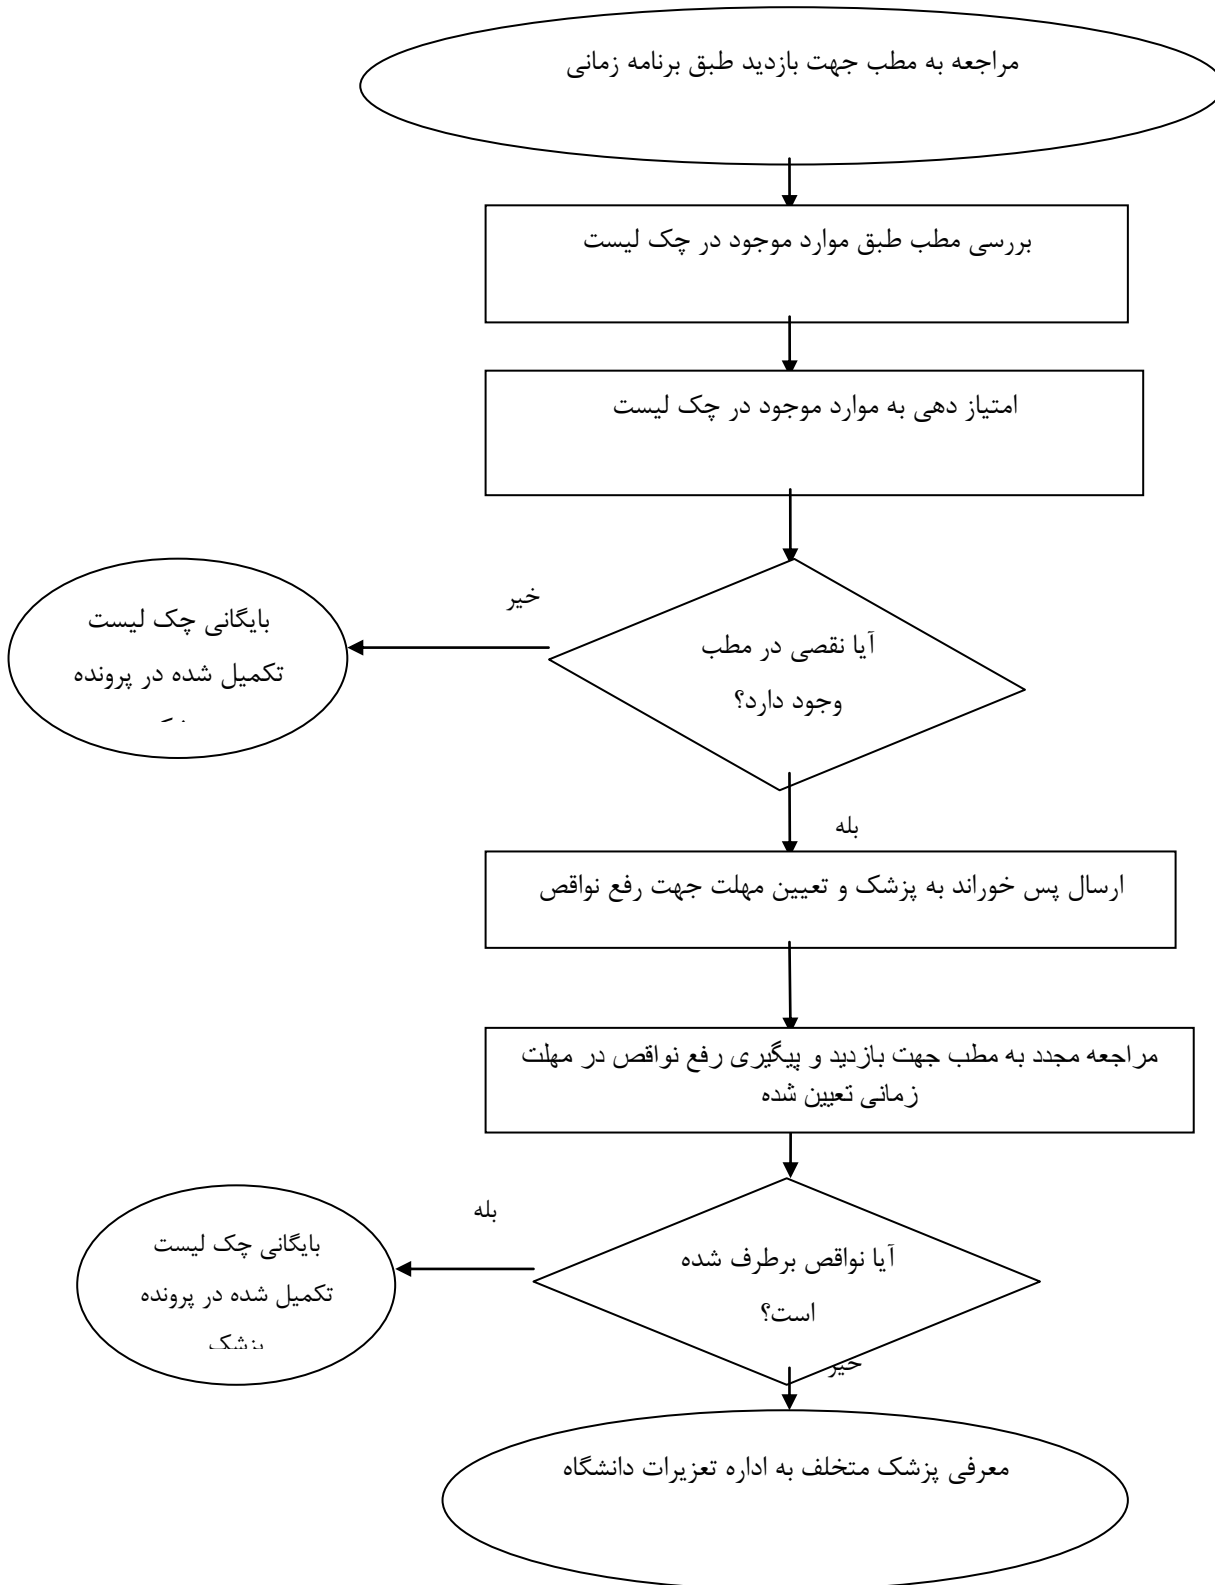 مراجعه به مطب جهت بازدید طبق برنامه زمانی
بررسی مطب طبق موارد موجود در چک لیست
امتیاز دهی به موارد موجود در چک لیست
آیا نقصی در مطب
وجود دارد؟
خیر
بایگانی چک لیست
تکمیل شده در پرونده
بله
ارسال پس خوراند به پزشک و تعیین مهلت جهت رفع نواقص
مراجعه مجدد به مطب جهت بازدید و پیگیری رفع نواقص در مهلت
زمانی تعیین شده
آیا نواقص برطرف شده
است؟
بله
بایگانی چک لیست
تکمیل شده در پرونده
پزشک
خیر
معرفی پزشک متخلف به اداره تعزیرات دانشگاه